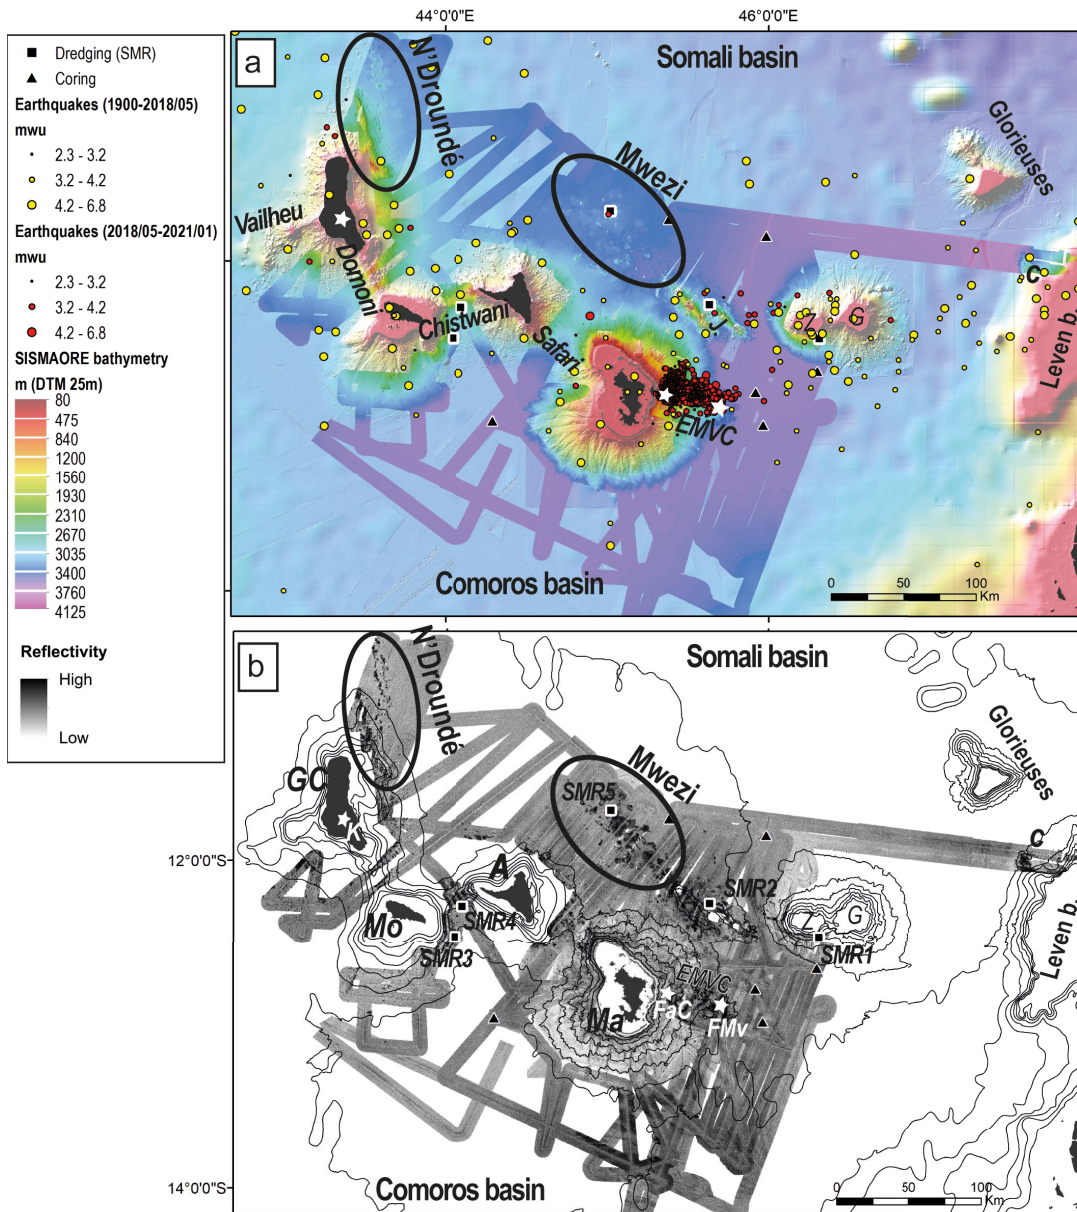 44°0'0"E
46°0'0"E
Dredging (SMR)
Coring
Earthquakes (1900-2018/05)
mwu
2.3 - 3.2
3.2 - 4.2
4.2 - 6.8
Earthquakes (2018/05-2021/01)
mwu
2.3 - 3.2
3.2 - 4.2
4.2 - 6.8
SISMAORE bathymetry
m (DTM 25m)
80
475
840
1200
1560
1930
2310
2670
3035
3400
3760
4125
Reflectivity
High
Low
a
N'Droundé
Somali basin
Mwezi
Glorieuses
Vailheu
Domoni
Chistwani
Safari
J
Z
G
C
Leven b.
EMVC
Comoros basin
0 50 100
Km
b
N'Droundé
Somali basin
Mwezi
Glorieuses
GC
K
SMR5
C
12°0'0"S
A
Mo
SMR4
SMR3
SMR2
Z
G
SMR1
Leven b.
EMVC
Ma
FaC
FMv
Comoros basin
14°0'0"S
0 50 100
Km